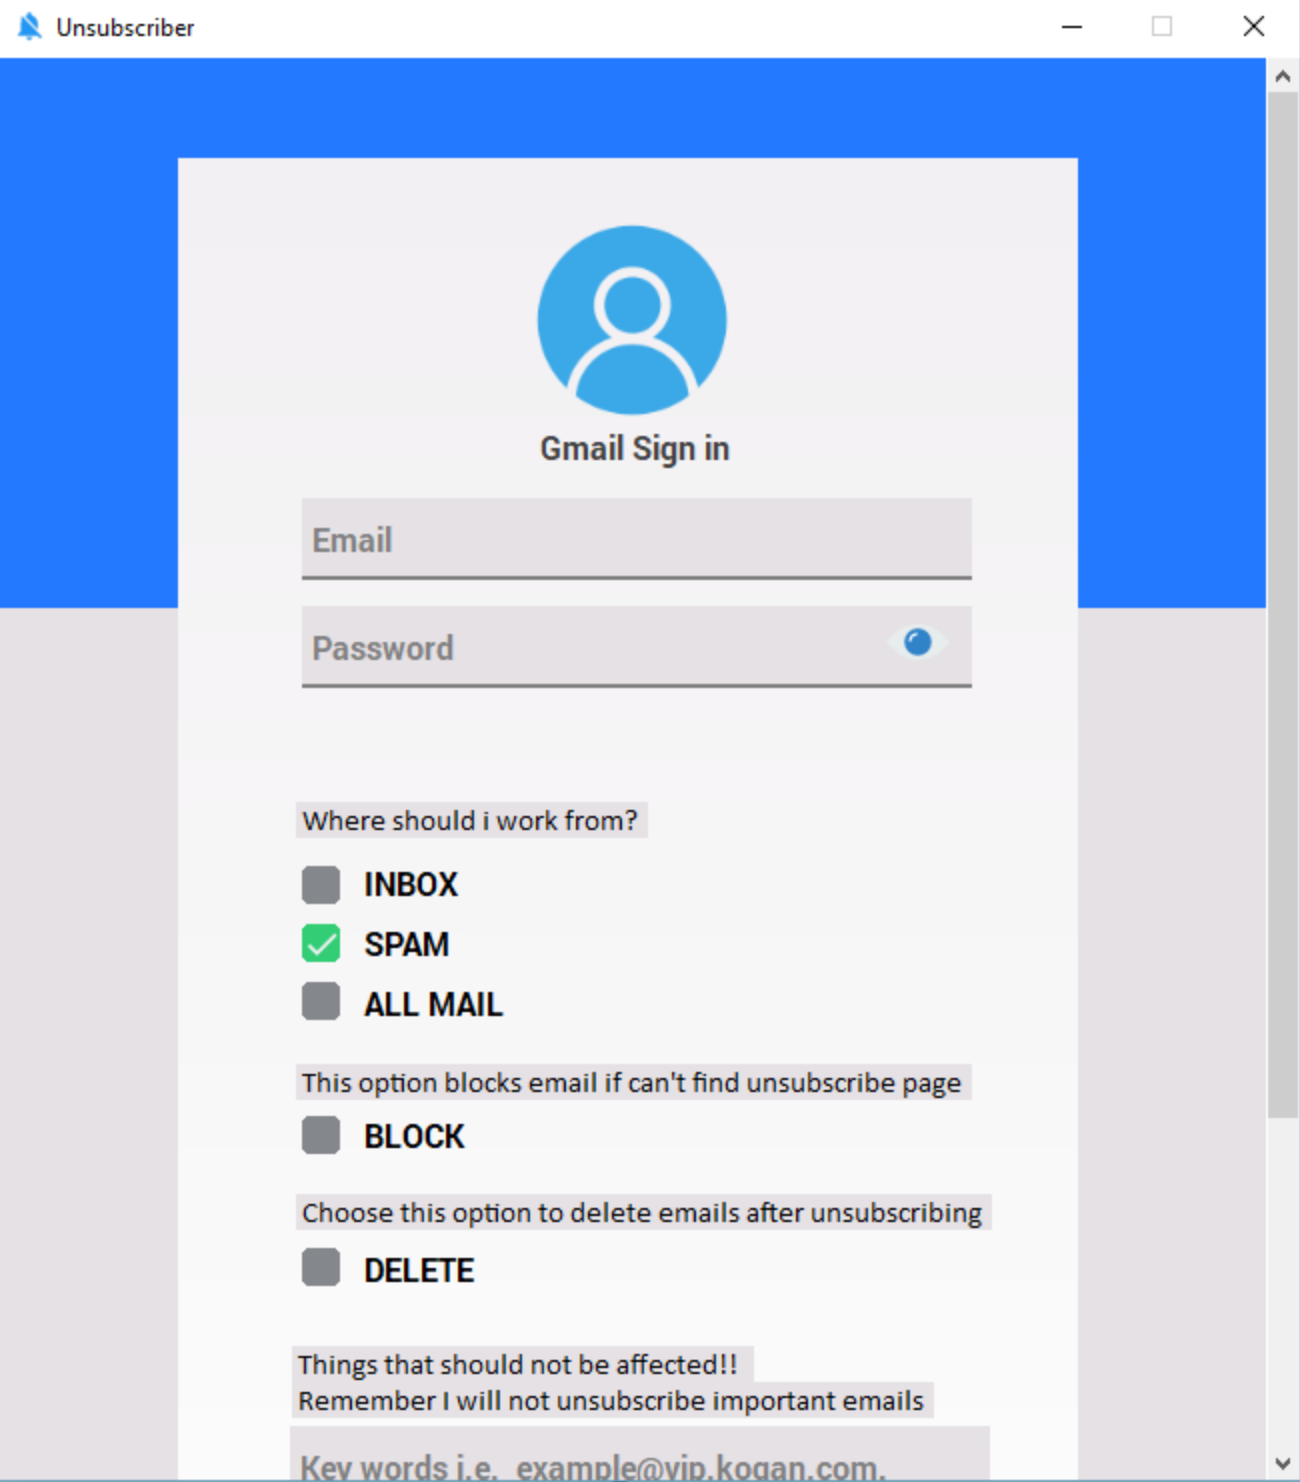 Unsubscriber
Gmail Sign in
Email
Password
Where should i work from?
INBOX
SPAM
ALL MAIL
This option blocks email if can't find unsubscribe page
BLOCK
Choose this option to delete emails after unsubscribing
DELETE
Things that should not be affected!!
Remember I will not unsubscribe important emails
Key words i.e. example@vip.kogan.com,